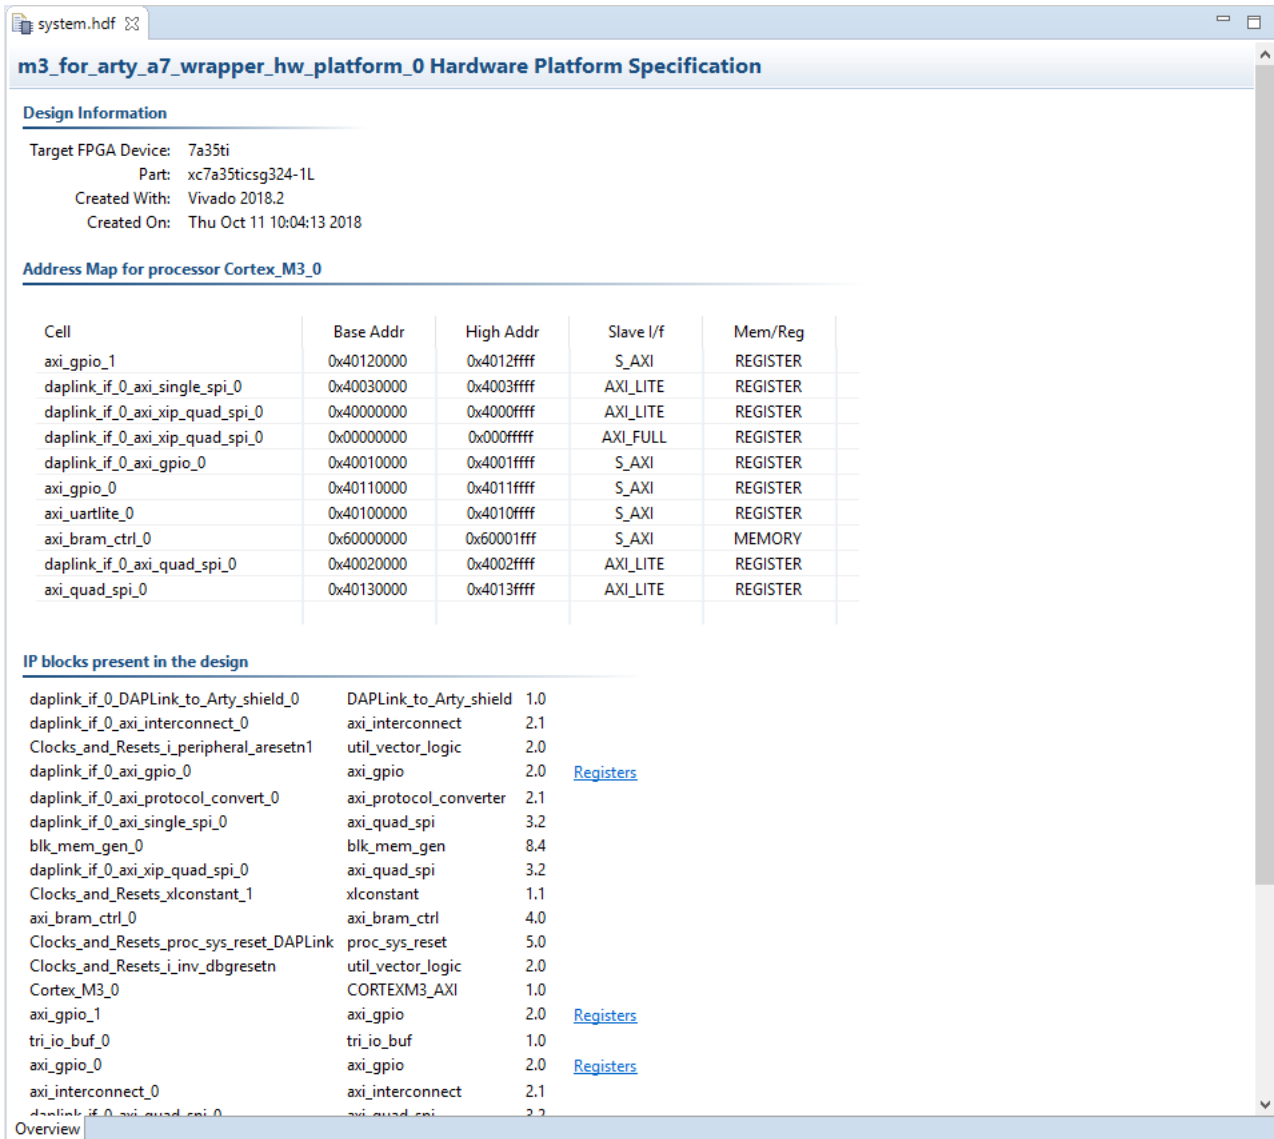 system.hdf
m3_for_arty_a7_wrapper_hw_platform_0 Hardware Platform Specification
Design Information
Target FPGA Device: 7a35ti
Part: xc7a35ticsg324-1L
Created With: Vivado 2018.2
Created On: Thu Oct 11 10:04:13 2018
Address Map for processor Cortex_M3_0
Cell Base Addr High Addr Slave I/f Mem/Reg
axi_gpio_1 0x40120000 0x4012ffff S_AXI REGISTER
daplink_if_0_axi_single_spi_0 0x40030000 0x4003ffff AXI_LITE REGISTER
daplink_if_0_axi_xip_quad_spi_0 0x40000000 0x4000ffff AXI_LITE REGISTER
daplink_if_0_axi_xip_quad_spi_0 0x00000000 0x000fffff AXI_FULL REGISTER
daplink_if_0_axi_gpio_0 0x40010000 0x4001ffff S_AXI REGISTER
axi_gpio_0 0x40110000 0x4011ffff S_AXI REGISTER
axi_uartlite_0 0x40100000 0x4010ffff S_AXI REGISTER
axi_bram_ctrl_0 0x60000000 0x60001fff S_AXI MEMORY
daplink_if_0_axi_quad_spi_0 0x40020000 0x4002ffff AXI_LITE REGISTER
axi_quad_spi_0 0x40130000 0x4013ffff AXI_LITE REGISTER
IP blocks present in the design
daplink_if_0_DAPLink_to_Arty_shield_0 DAPLink_to_Arty_shield 1.0
daplink_if_0_axi_interconnect_0 axi_interconnect 2.1
Clocks_and_Resets_i_peripheral_aresetn1 util_vector_logic 2.0
daplink_if_0_axi_gpio_0 axi_gpio 2.0 Registers
daplink_if_0_axi_protocol_convert_0 axi_protocol_converter 2.1
daplink_if_0_axi_single_spi_0 axi_quad_spi 3.2
blk_mem_gen_0 blk_mem_gen 8.4
daplink_if_0_axi_xip_quad_spi_0 axi_quad_spi 3.2
Clocks_and_Resets_xlconstant_1 xlconstant 1.1
axi_bram_ctrl_0 axi_bram_ctrl 4.0
Clocks_and_Resets_proc_sys_reset_DAPLink proc_sys_reset 5.0
Clocks_and_Resets_i_inv_dbgresetn util_vector_logic 2.0
Cortex_M3_0 CORTEXM3_AXI 1.0
axi_gpio_1 axi_gpio 2.0 Registers
tri_io_buf_0 tri_io_buf 1.0
axi_gpio_0 axi_gpio 2.0 Registers
axi_interconnect_0 axi_interconnect 2.1
daplink_if_0_axi_quad_spi_0 axi_quad_spi 3.2
Overview